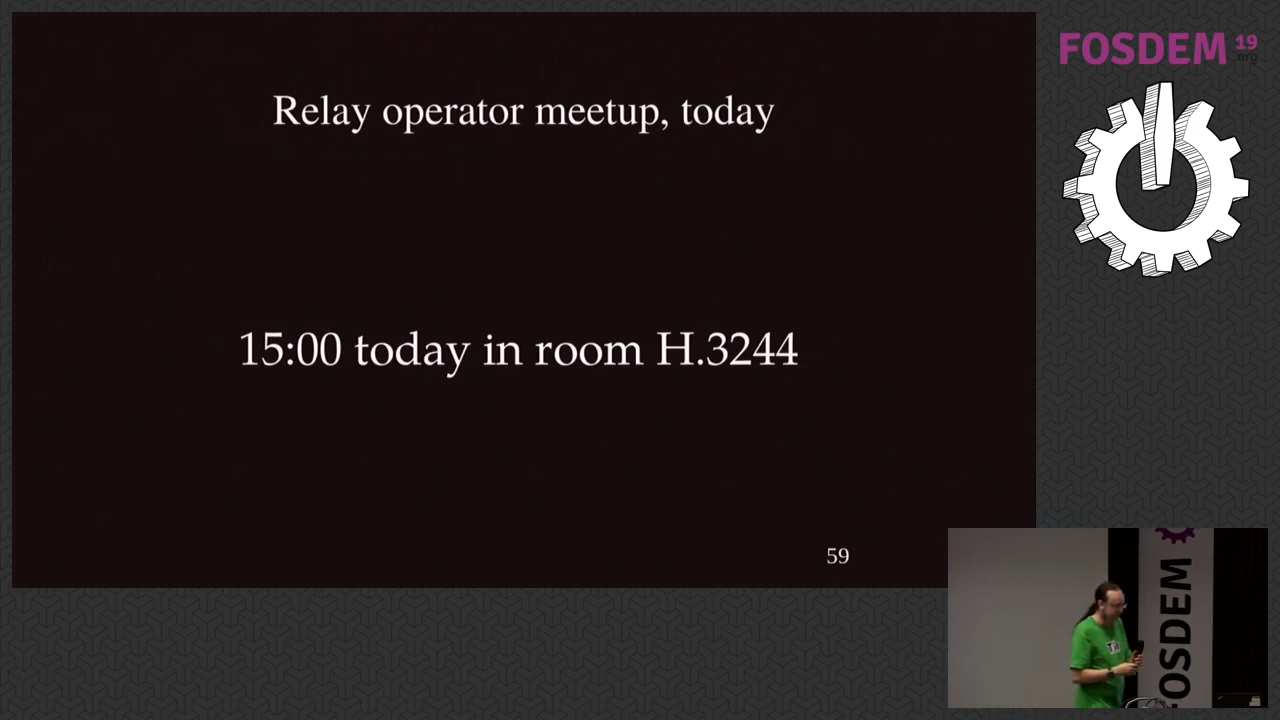 Relay operator meetup, today
15:00 today in room H.3244
59
FOSDEM 19
.org
FOSDEM